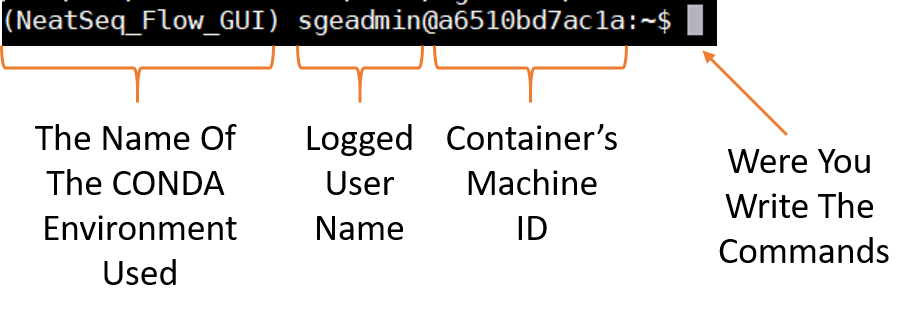 (NeatSeq_Flow_GUI) sgeadmin@a6510bd7ac1a:~$
The Name Of
The CONDA
Environment
Used
Logged
User
Name
Container’s
Machine
ID
Were You
Write The
Commands